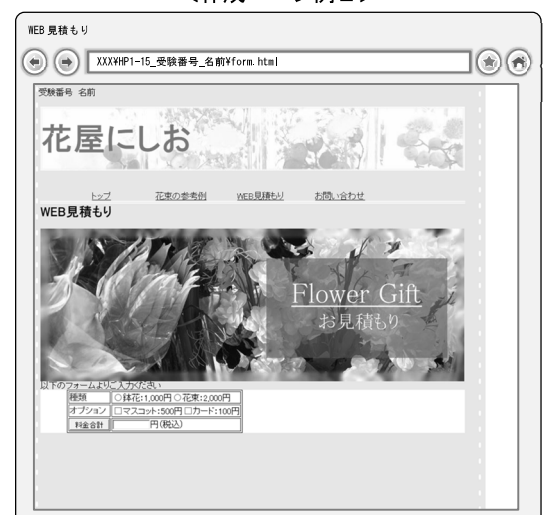 WEB 見積もり
XXX¥HP1-15_受験番号_名前¥form.html
受験番号 名前
花屋にしお
トップ 花束の参考例 WEB見積もり お問い合わせ
WEB見積もり
Flower Gift
お見積もり
以下のフォームよりご入力ください
種類 ○鉢花:1,000円 ○花束:2,000円
オプション □マスコット:500円 □カード:100円
料金合計 円(税込)